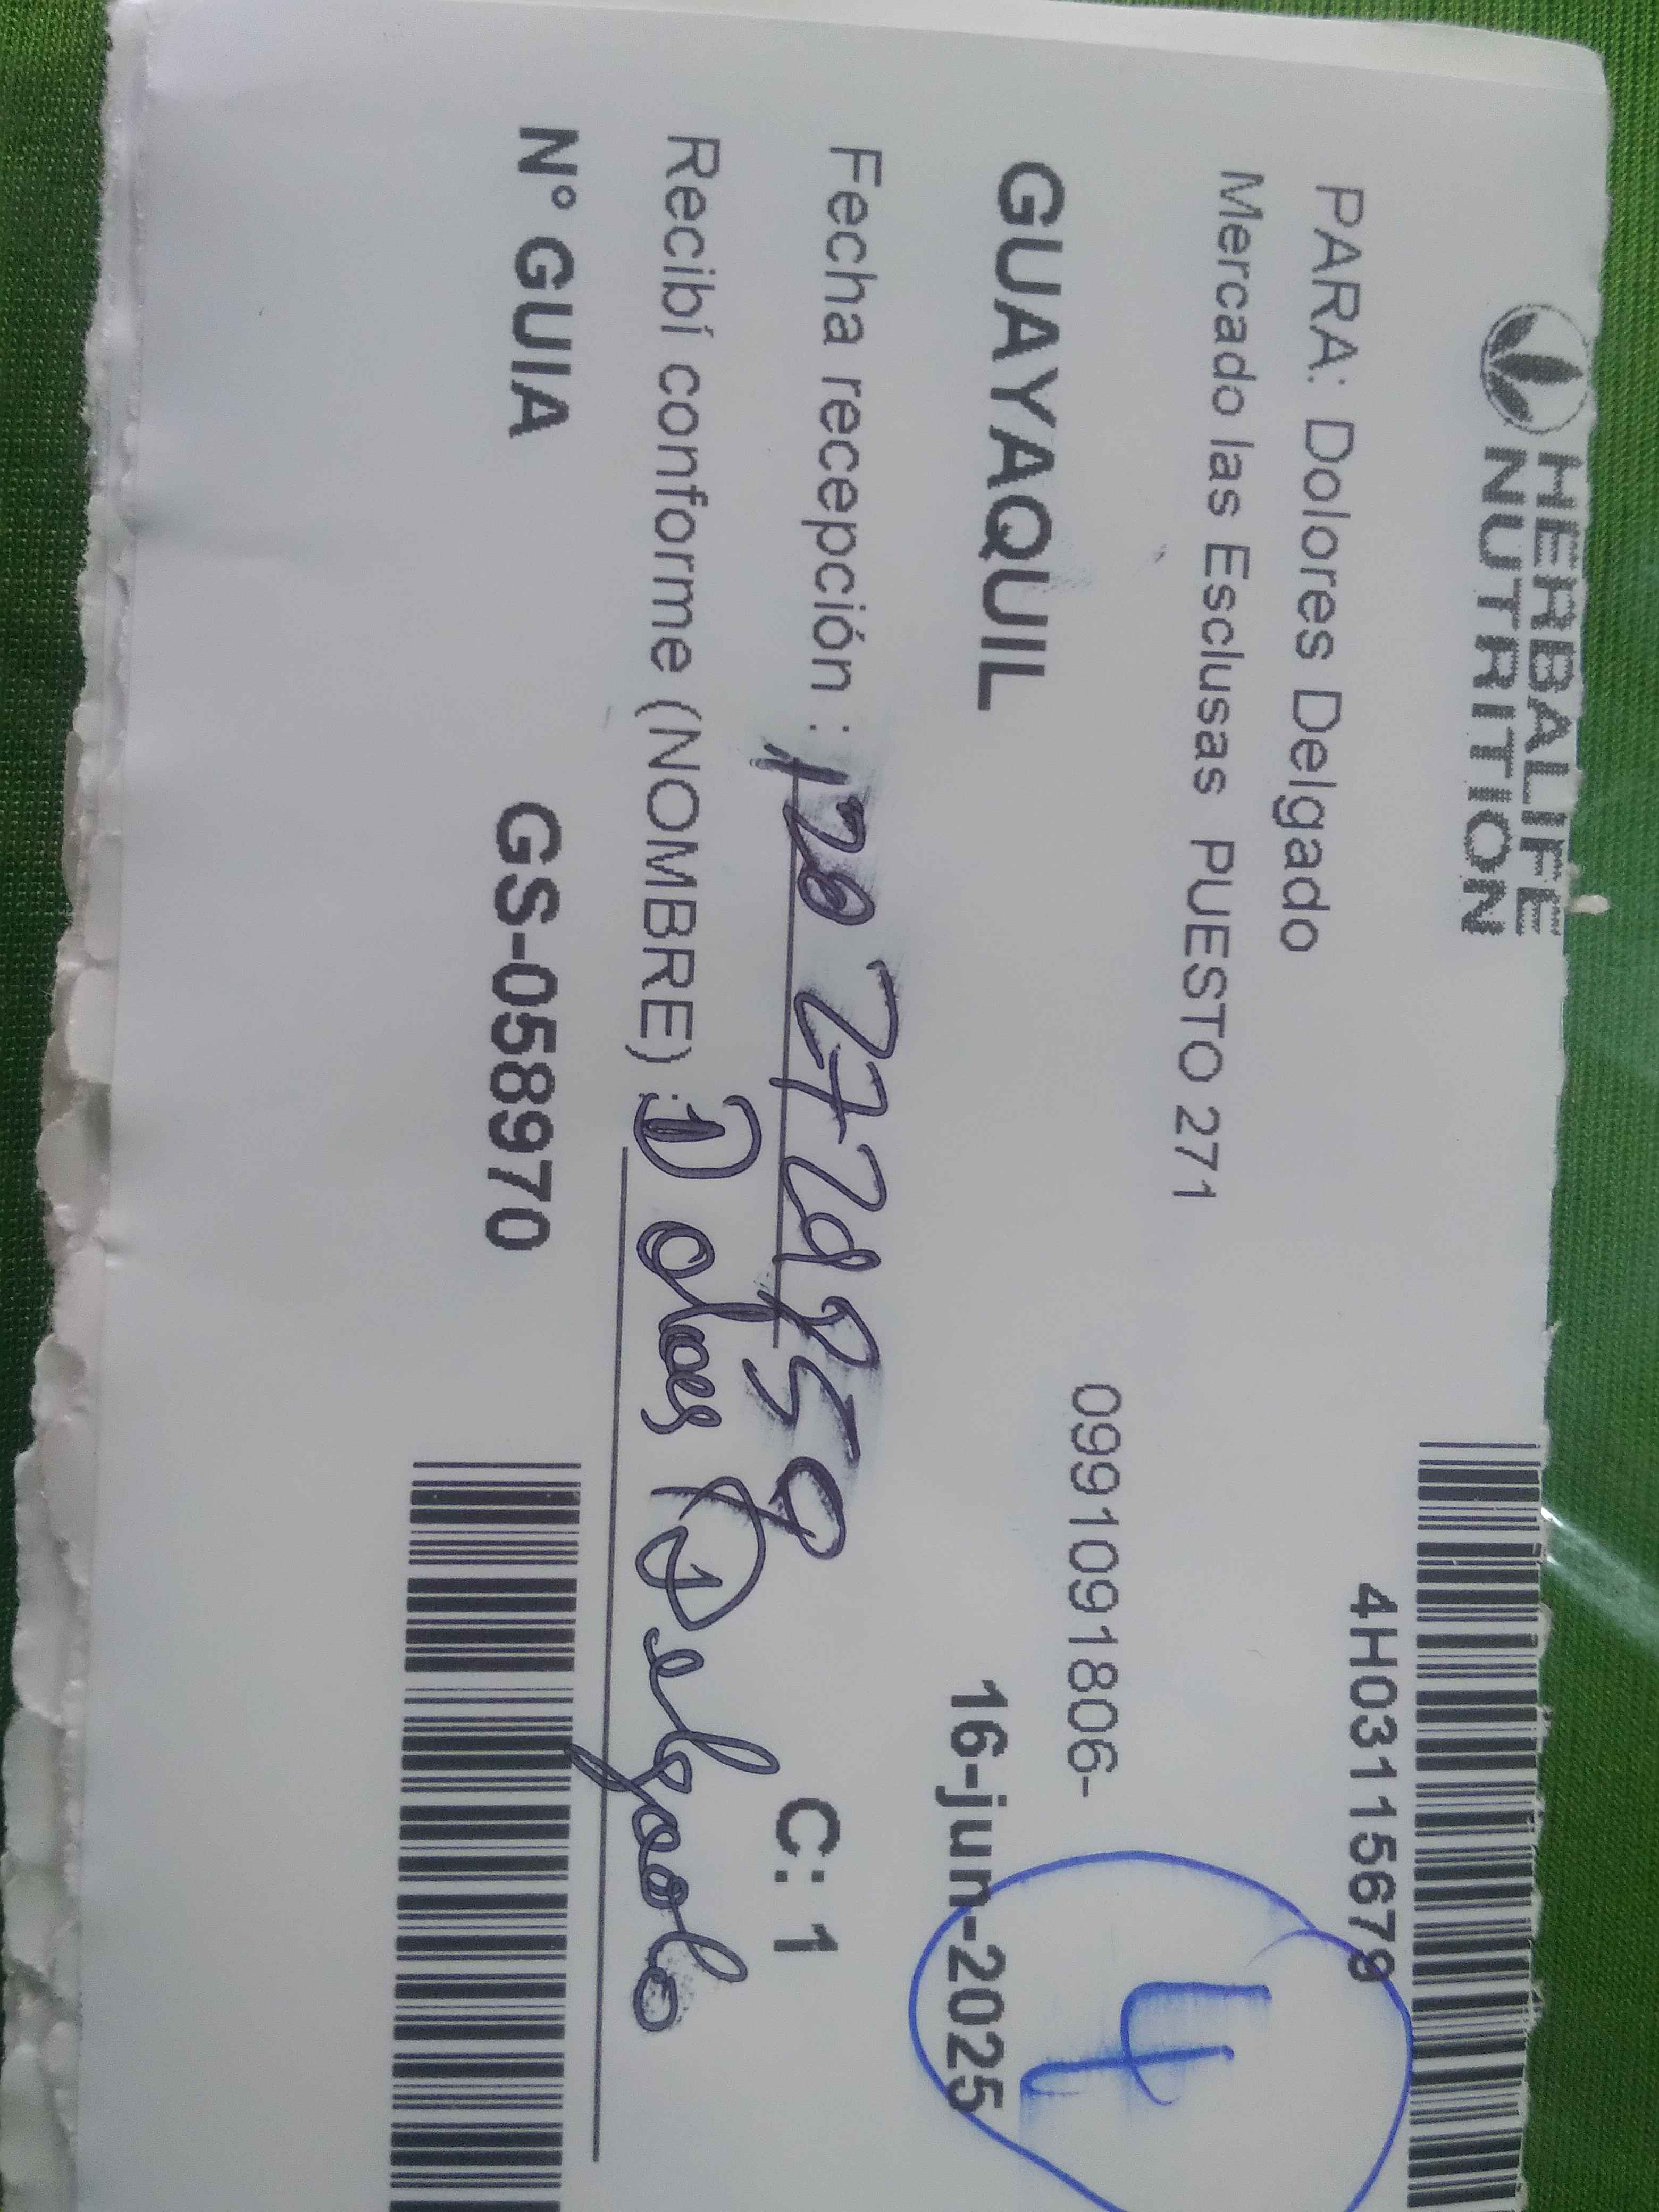 HERBALIFE
NUTRITION
4H03115679
PARA: Dolores Delgado
Mercado las Esclusas PUESTO 271
0991091806-
4
GUAYAQUIL
16-jun-2025
Fecha recepción :
C: 1
Recibí conforme (NOMBRE) : Dolores Delgado
N° GUIA GS-058970